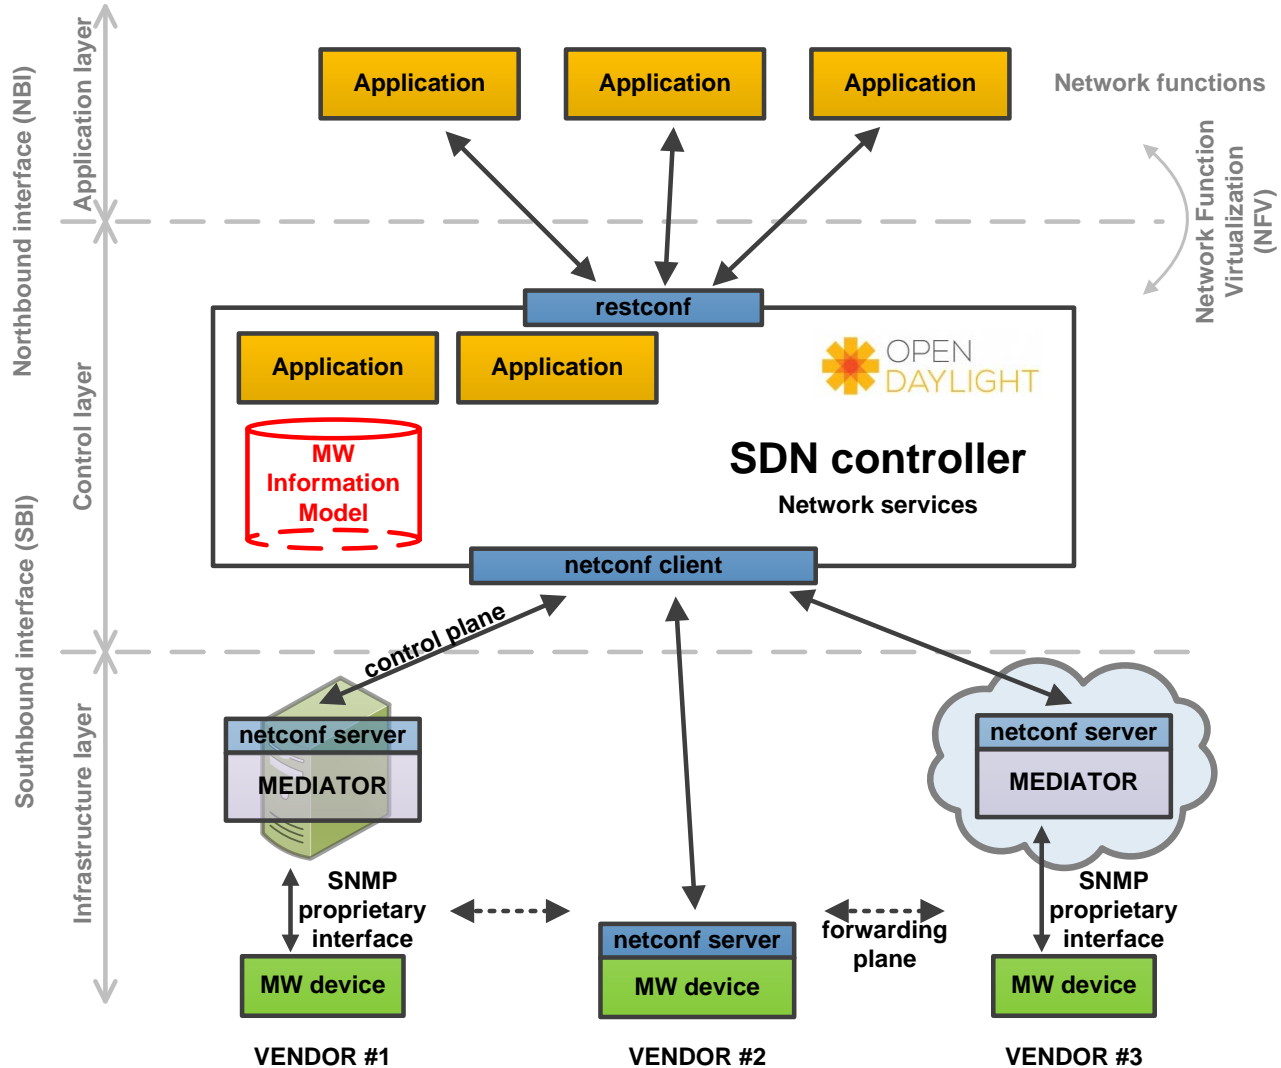 Application layer
Northbound interface (NBI)
Application
Application
Application
Network functions
Network Function
Virtualization
(NFV)
restconf
Application
Application
OPEN
DAYLIGHT
Control layer
MW
Information
Model
SDN controller
Network services
netconf client
Southbound interface (SBI)
control plane
Infrastructure layer
netconf server
MEDIATOR
netconf server
MEDIATOR
SNMP
proprietary
interface
SNMP
proprietary
interface
forwarding
plane
netconf server
MW device
MW device
MW device
VENDOR #1
VENDOR #2
VENDOR #3